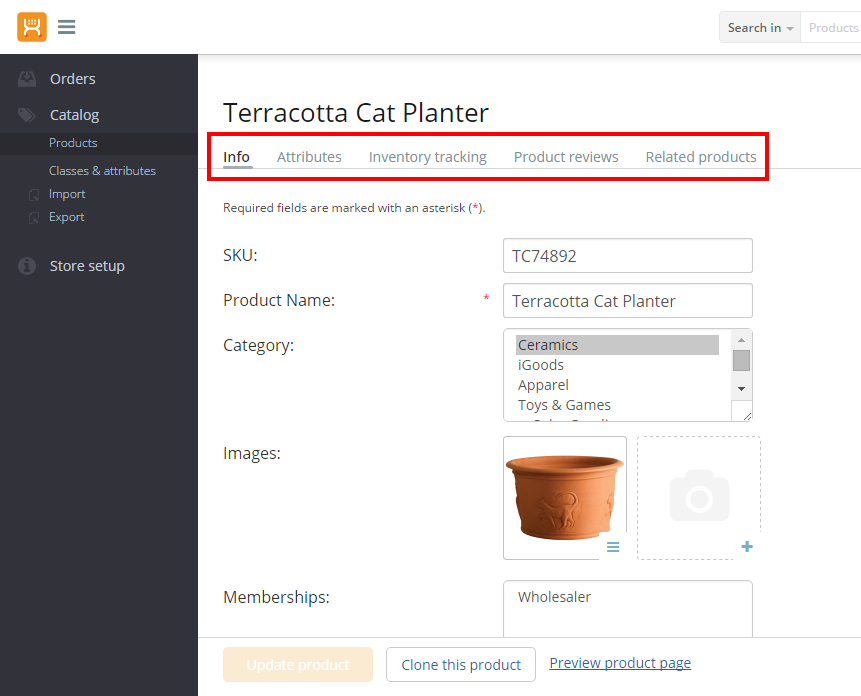 Search in
Products
Orders
Catalog
Products
Classes & attributes
Import
Export
Store setup
Terracotta Cat Planter
Info Attributes Inventory tracking Product reviews Related products
Required fields are marked with an asterisk (*).
SKU: TC74892
Product Name: * Terracotta Cat Planter
Category: Ceramics
iGoods
Apparel
Toys & Games
Images:
Memberships: Wholesaler
Update product Clone this product Preview product page